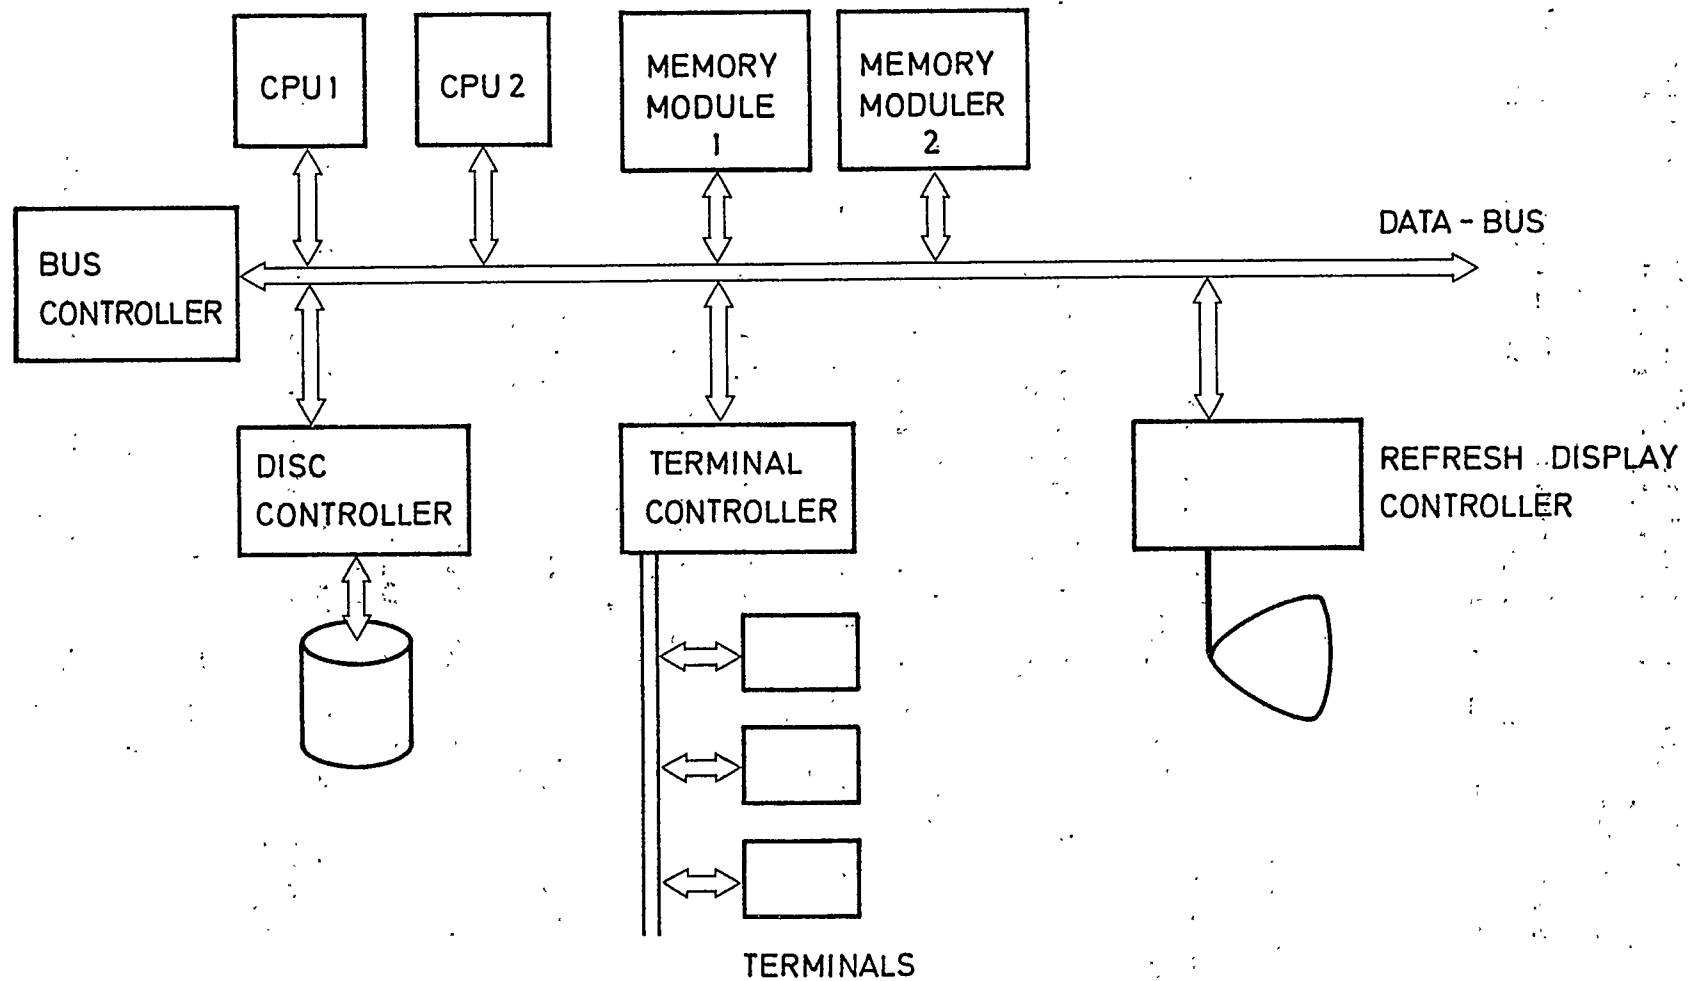 CPU 1
CPU 2
MEMORY
MODULE
1
MEMORY
MODULER
2
DATA - BUS
BUS
CONTROLLER
DISC
CONTROLLER
TERMINAL
CONTROLLER
REFRESH DISPLAY
CONTROLLER
TERMINALS